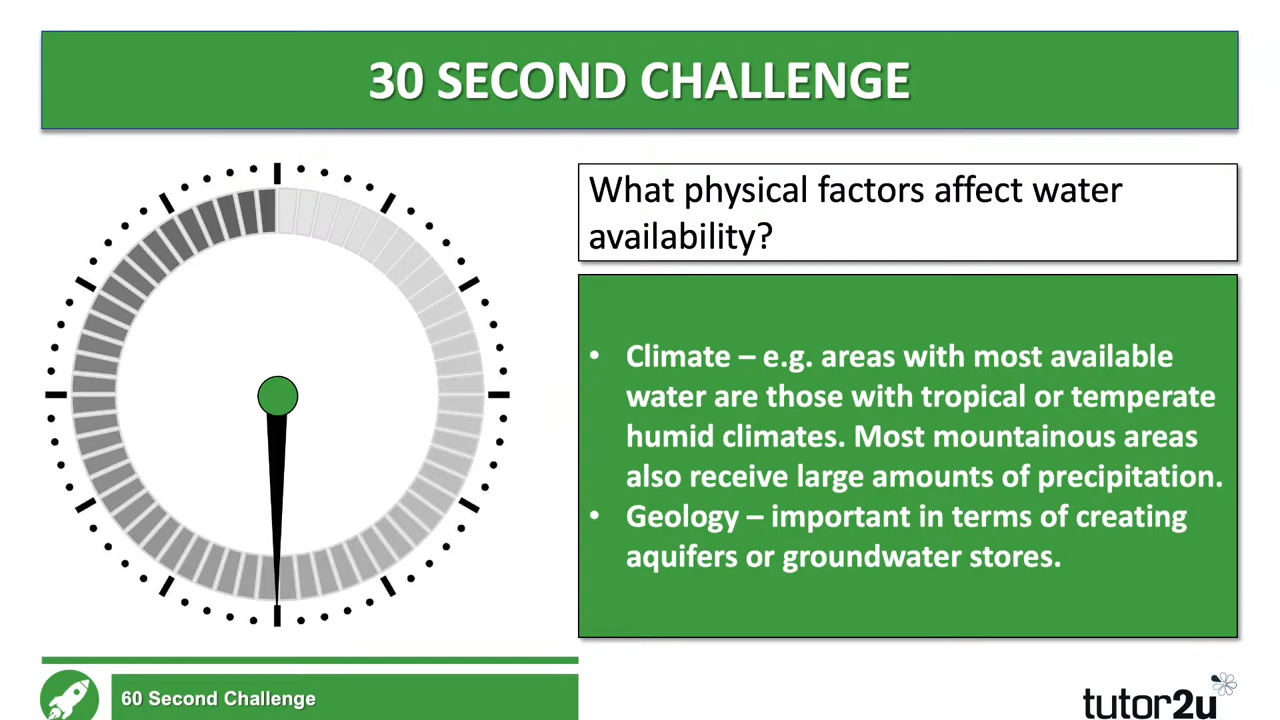 30 SECOND CHALLENGE
What physical factors affect water
availability?
• Climate – e.g. areas with most available
water are those with tropical or temperate
humid climates. Most mountainous areas
also receive large amounts of precipitation.
• Geology – important in terms of creating
aquifers or groundwater stores.
60 Second Challenge
tutor2u